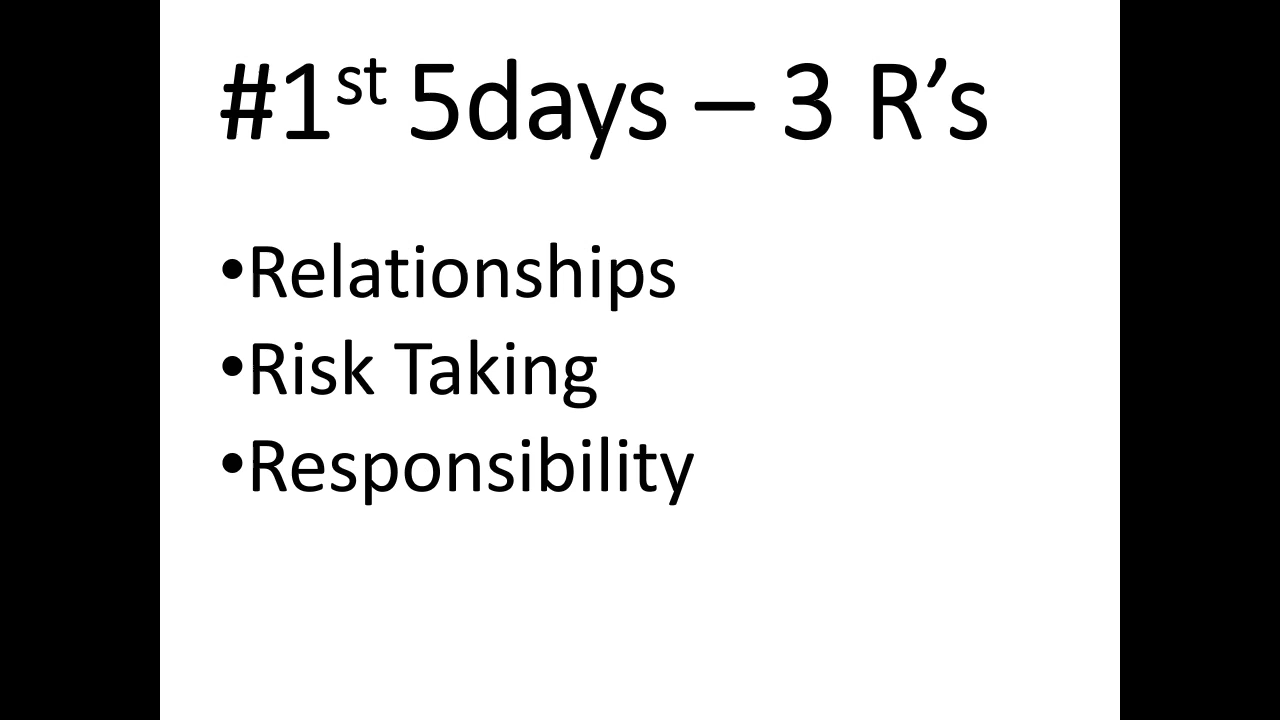 #1st 5days – 3 R’s
•Relationships
•Risk Taking
•Responsibility